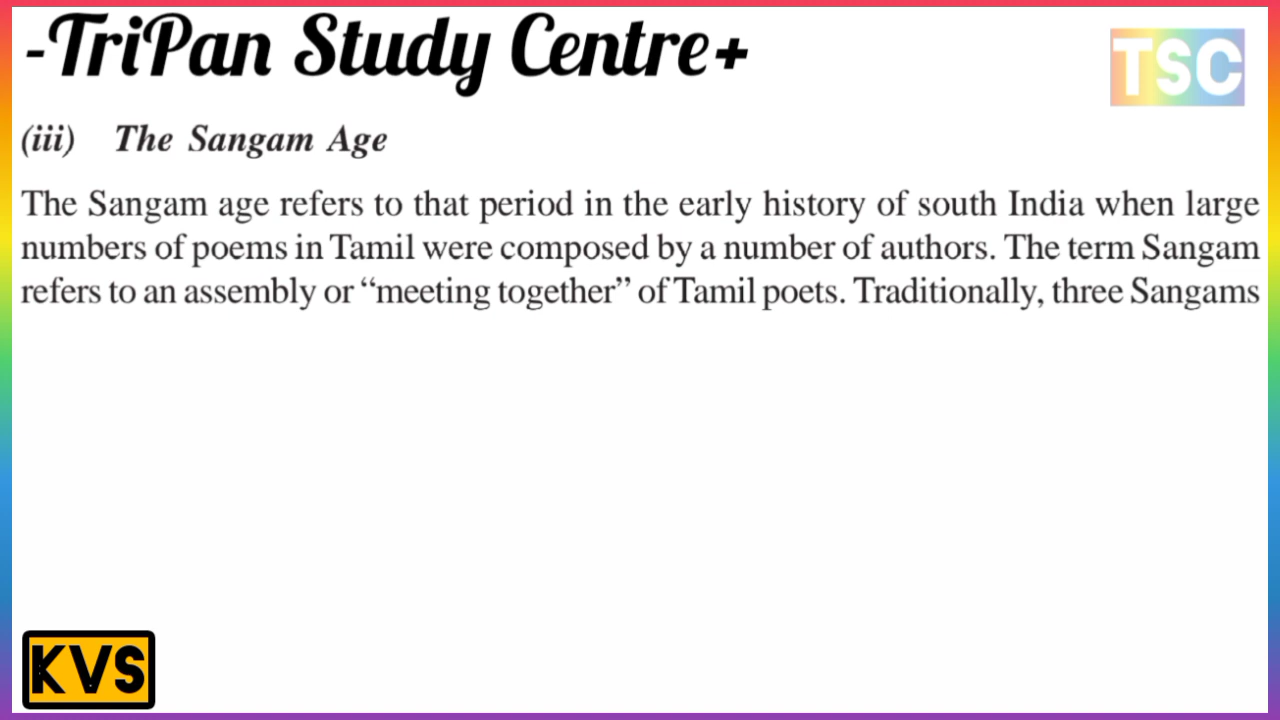 -TriPan Study Centre+
TSC
(iii) The Sangam Age
The Sangam age refers to that period in the early history of south India when large
numbers of poems in Tamil were composed by a number of authors. The term Sangam
refers to an assembly or “meeting together” of Tamil poets. Traditionally, three Sangams
KVS